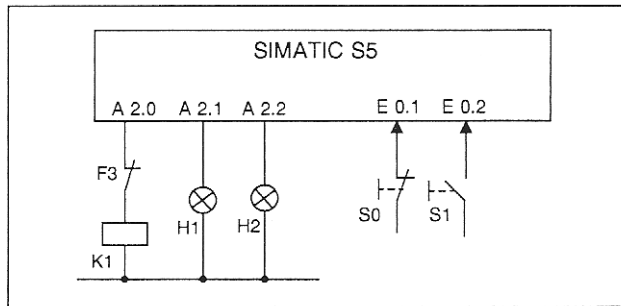 SIMATIC S5
A 2.0 A 2.1 A 2.2 E 0.1 E 0.2
F3
S0 S1
H1 H2
K1